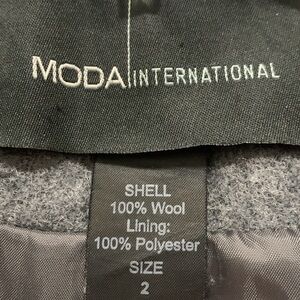 MODA INTERNATIONAL
SHELL
100% Wool
Lining:
100% Polyester
SIZE
2